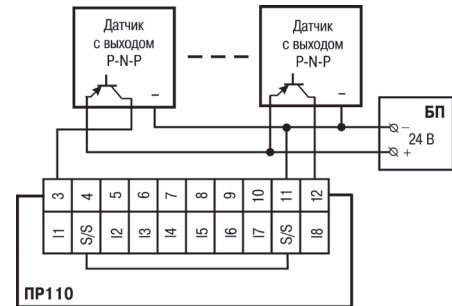 Датчик
с выходом
P-N-P
–
Датчик
с выходом
P-N-P
–
БП
–
24 В
+
3 4 5 6 7 8 9 10 11 12
I1 S/S I2 I3 I4 I5 I6 I7 S/S I8
ПР110